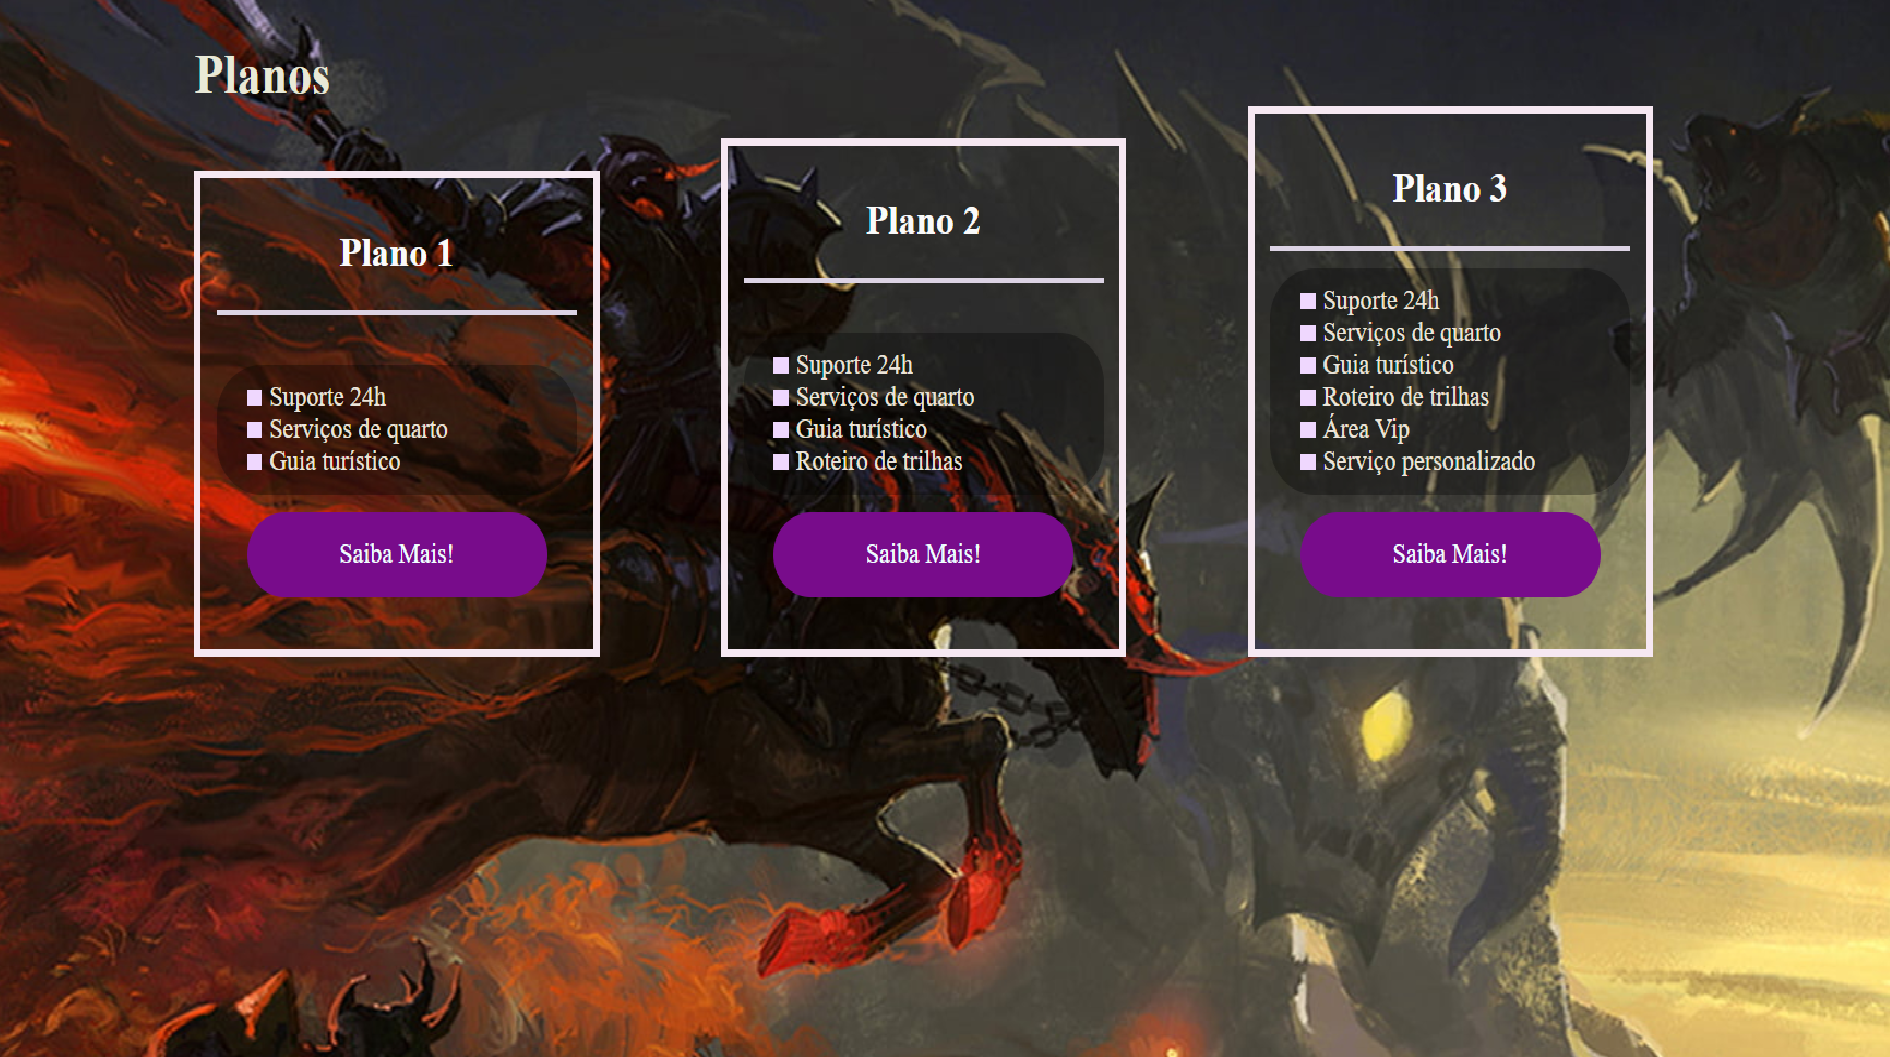 Planos
Plano 1
Suporte 24h
Serviços de quarto
Guia turístico
Saiba Mais!
Plano 2
Suporte 24h
Serviços de quarto
Guia turístico
Roteiro de trilhas
Saiba Mais!
Plano 3
Suporte 24h
Serviços de quarto
Guia turístico
Roteiro de trilhas
Área Vip
Serviço personalizado
Saiba Mais!